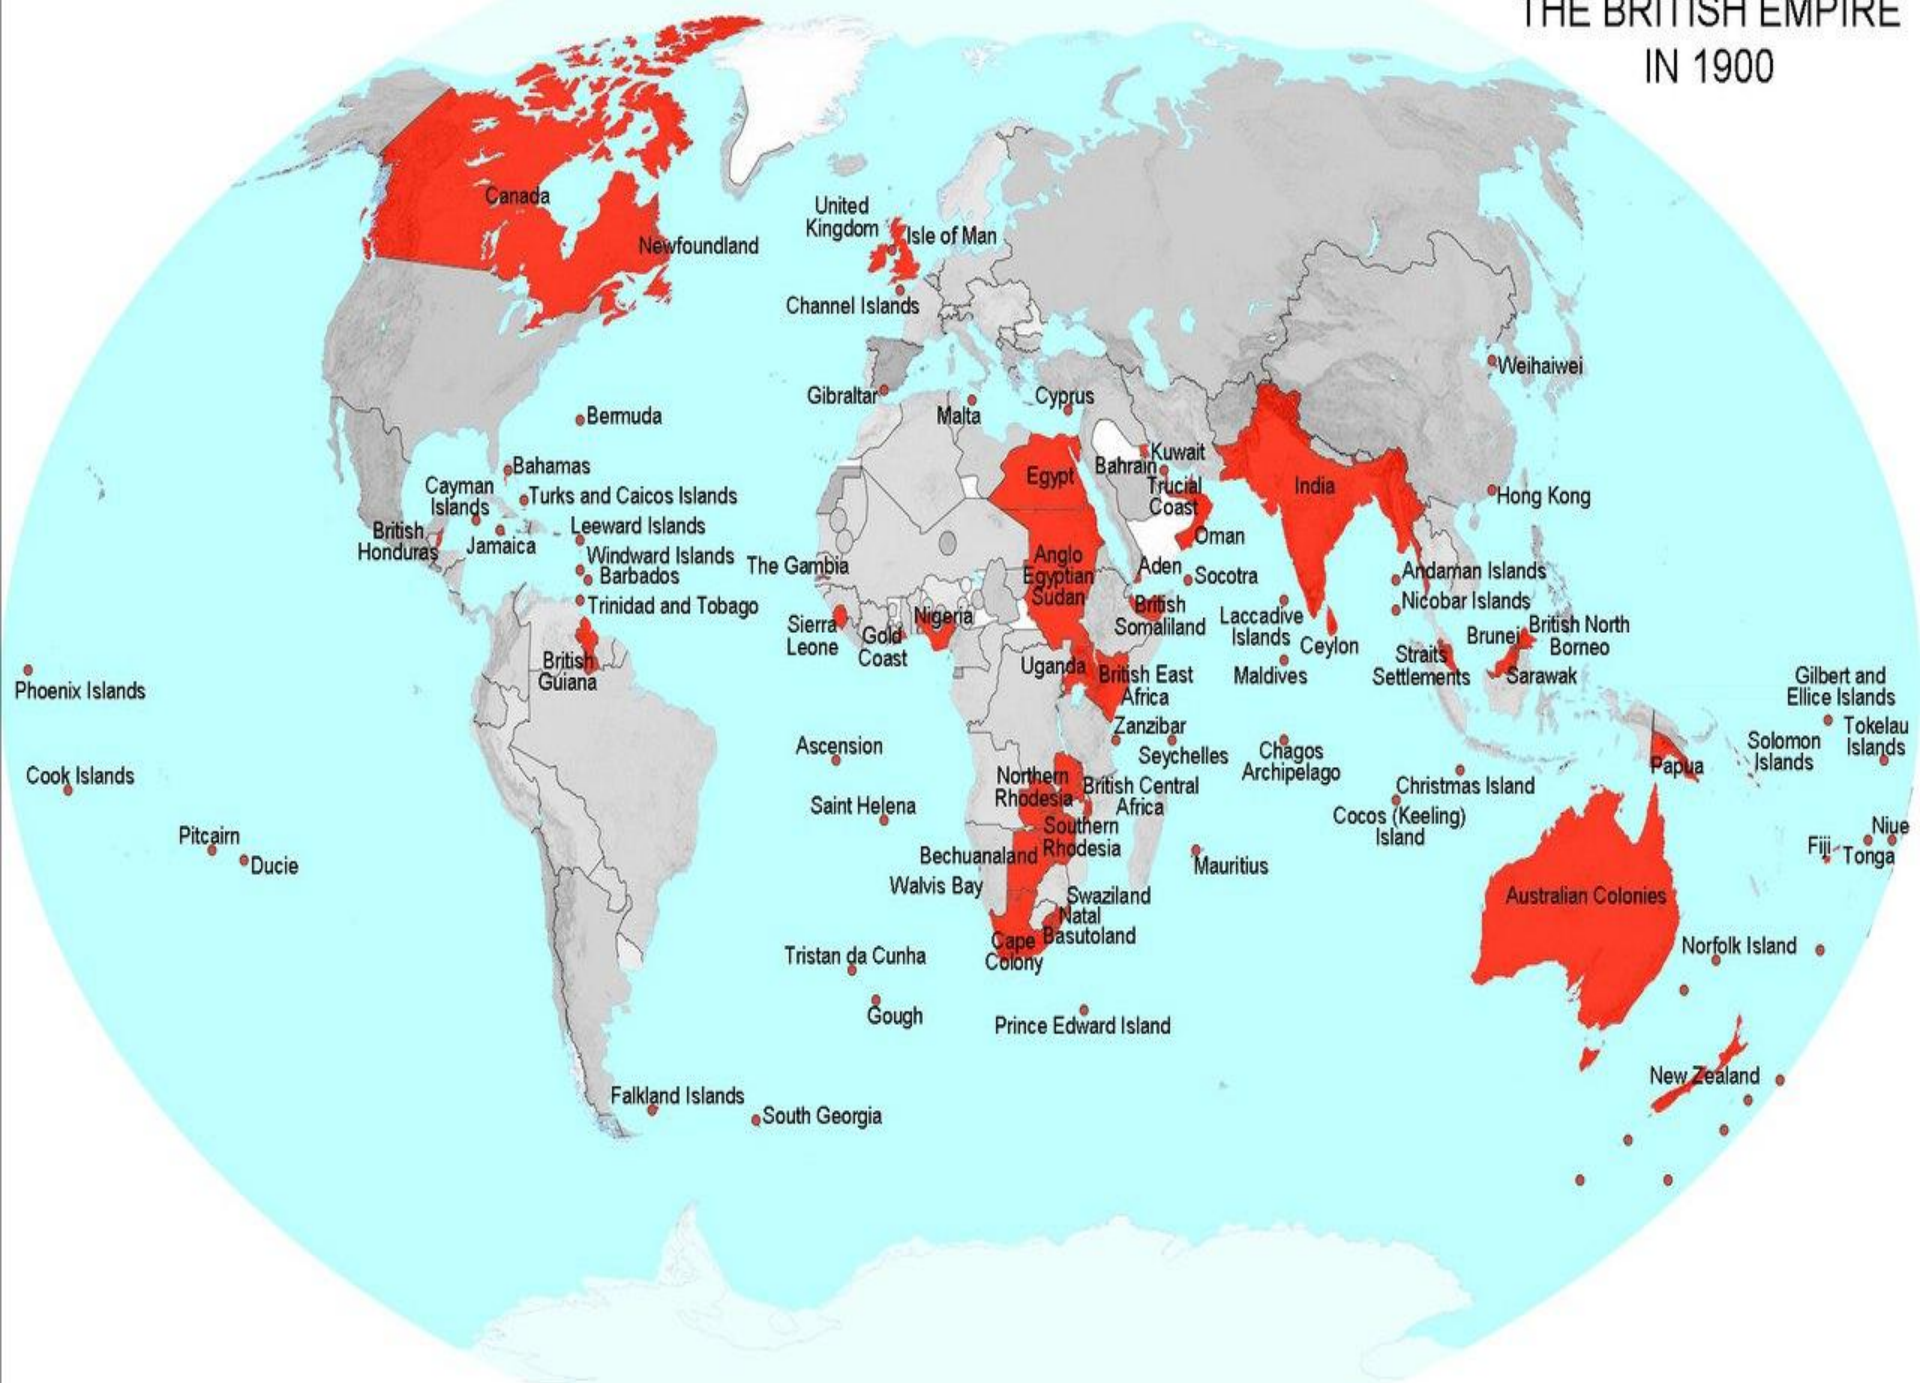 THE BRITISH EMPIRE
IN 1900
Canada
Newfoundland
United
Kingdom
Isle of Man
Channel Islands
Gibraltar
Malta
Cyprus
Weihaiwei
Bermuda
Bahamas
Cayman
Islands
Turks and Caicos Islands
British
Honduras
Jamaica
Leeward Islands
Windward Islands
Barbados
Trinidad and Tobago
British
Guiana
The Gambia
Sierra
Leone
Gold
Coast
Nigeria
Egypt
Anglo
Egyptian
Sudan
Kuwait
Bahrain
Trucial
Coast
Oman
Aden
Socotra
British
Somaliland
India
Hong Kong
Andaman Islands
Nicobar Islands
Laccadive
Islands
Ceylon
Maldives
Brunei
British North
Borneo
Straits
Settlements
Sarawak
Uganda
British East
Africa
Zanzibar
Seychelles
Chagos
Archipelago
Christmas Island
Cocos (Keeling)
Island
Papua
Solomon
Islands
Gilbert and
Ellice Islands
Tokelau
Islands
Phoenix Islands
Cook Islands
Pitcairn
Ducie
Ascension
Saint Helena
Northern
Rhodesia
British Central
Africa
Southern
Rhodesia
Bechuanaland
Walvis Bay
Mauritius
Swaziland
Natal
Basutoland
Cape
Colony
Australian Colonies
Niue
Fiji
Tonga
Norfolk Island
Tristan da Cunha
Gough
Prince Edward Island
New Zealand
Falkland Islands
South Georgia